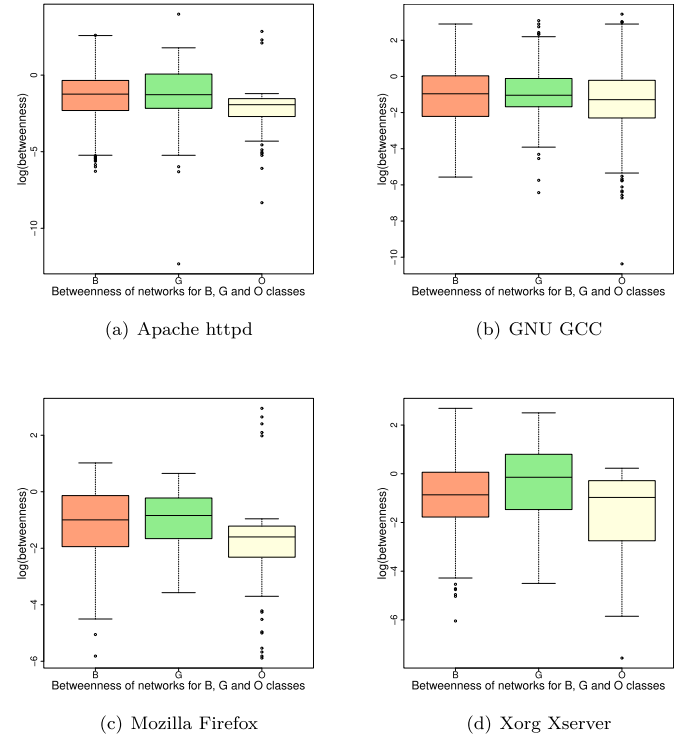 log(betweenness)
0
−5
−10
B G O
Betweenness of networks for B, G and O classes
(a) Apache httpd
log(betweenness)
2
0
−2
−4
−6
−8
−10
B G O
Betweenness of networks for B, G and O classes
(b) GNU GCC
log(betweenness)
2
0
−2
−4
−6
B G O
Betweenness of networks for B, G and O classes
(c) Mozilla Firefox
log(betweenness)
2
0
−2
−4
−6
B G O
Betweenness of networks for B, G and O classes
(d) Xorg Xserver